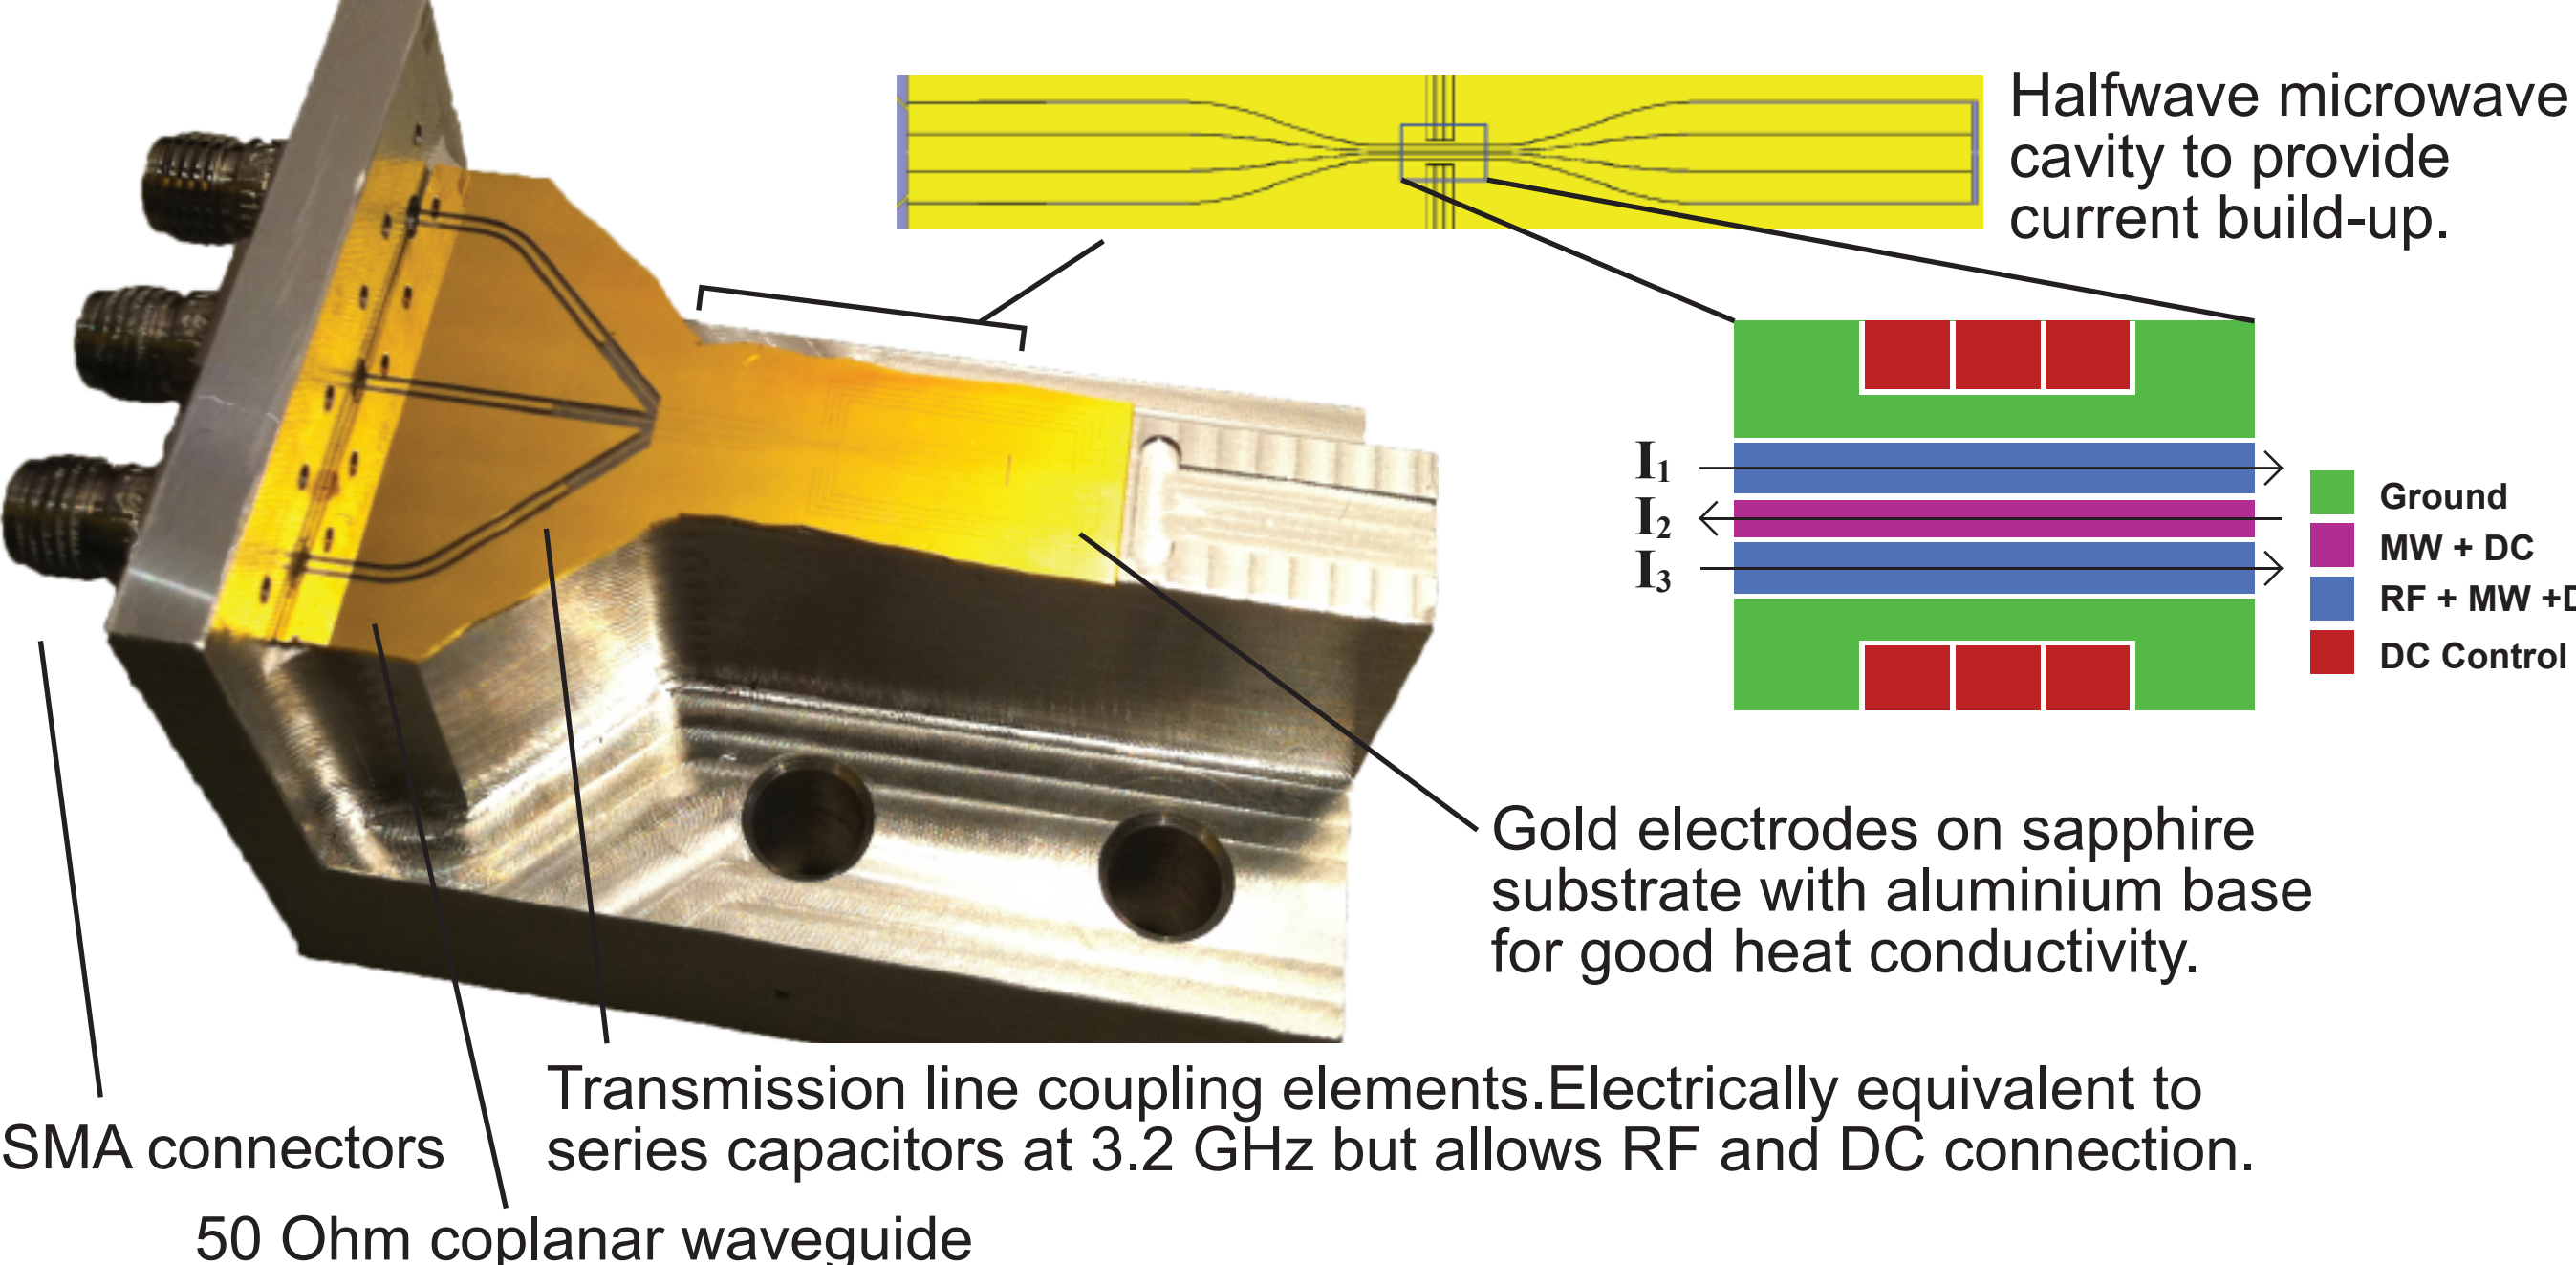 Halfwave microwave
cavity to provide
current build-up.
I1
I2
I3
Ground
MW + DC
RF + MW +D
DC Control
Gold electrodes on sapphire
substrate with aluminium base
for good heat conductivity.
Transmission line coupling elements.Electrically equivalent to
series capacitors at 3.2 GHz but allows RF and DC connection.
SMA connectors
50 Ohm coplanar waveguide